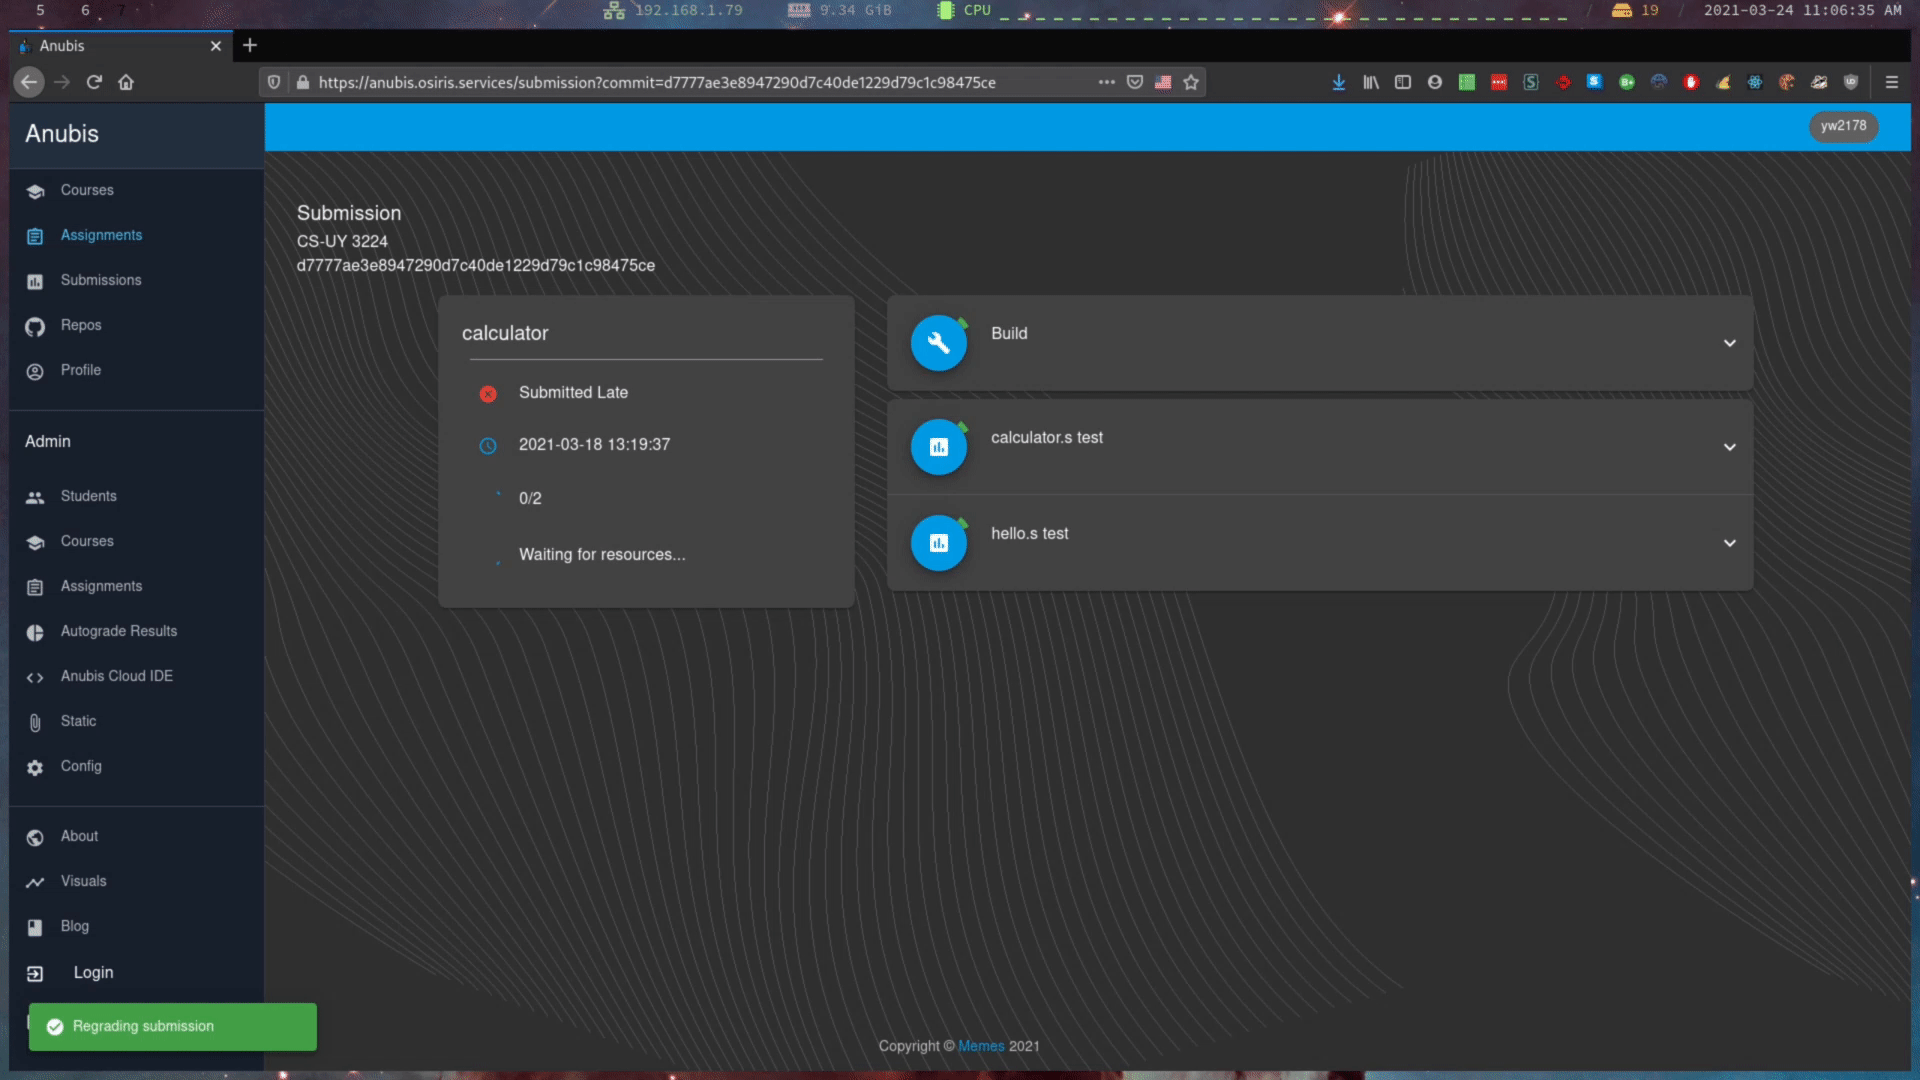 5 6 7 192.168.1.79 9.34 GiB CPU 19 2021-03-24 11:06:35 AM
Anubis
https://anubis.osiris.services/submission?commit=d7777ae3e8947290d7c40de1229d79c1c98475ce
Anubis
yw2178
Courses
Assignments
Submissions
Repos
Profile
Admin
Students
Courses
Assignments
Autograde Results
Anubis Cloud IDE
Static
Config
About
Visuals
Blog
Login
Regrading submission
Submission
CS-UY 3224
d7777ae3e8947290d7c40de1229d79c1c98475ce
calculator
Submitted Late
2021-03-18 13:19:37
0/2
Waiting for resources...
Build
calculator.s test
hello.s test
Copyright © Memes 2021